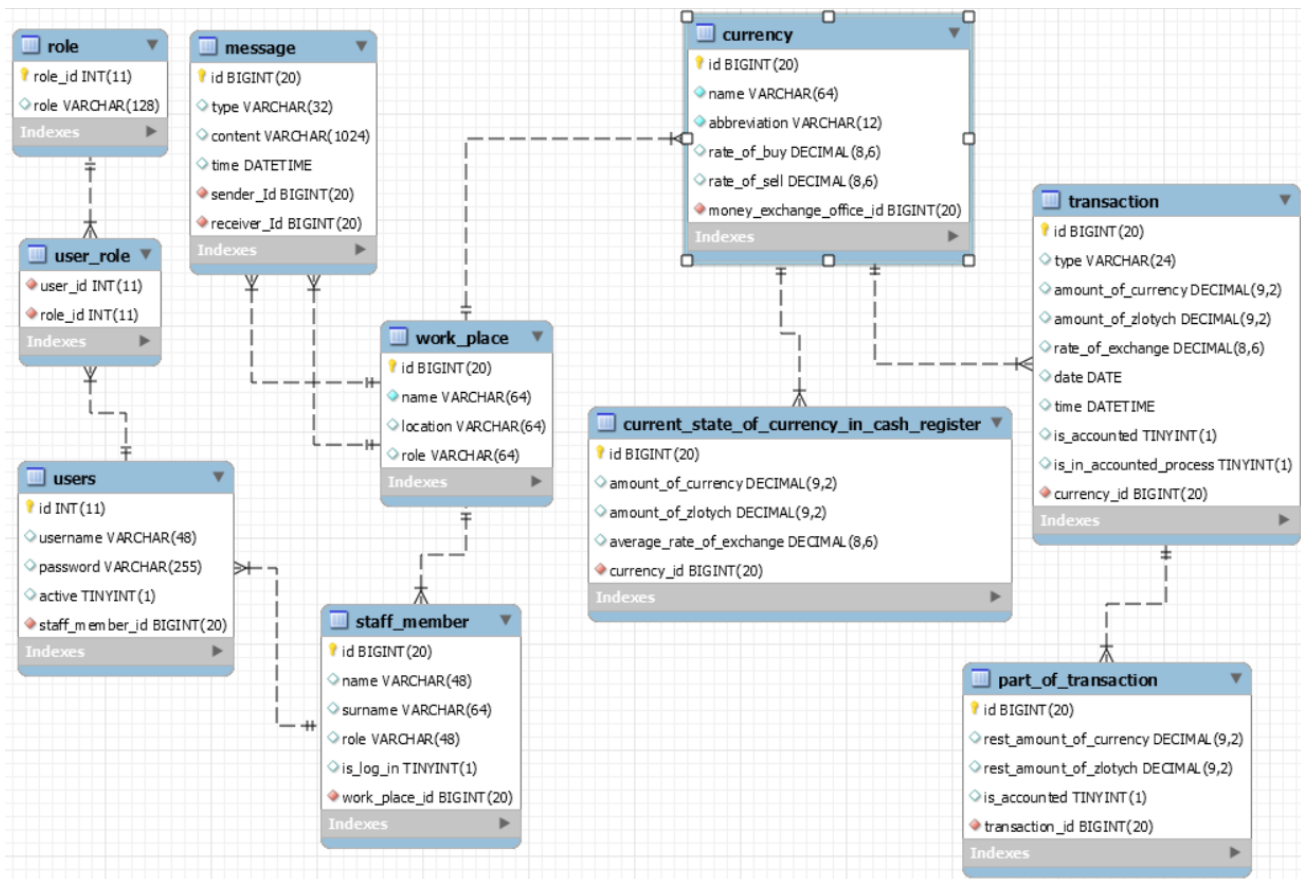 role
role_id INT(11)
role VARCHAR(128)
Indexes
message
id BIGINT(20)
type VARCHAR(32)
content VARCHAR(1024)
time DATETIME
sender_Id BIGINT(20)
receiver_Id BIGINT(20)
Indexes
currency
id BIGINT(20)
name VARCHAR(64)
abbreviation VARCHAR(12)
rate_of_buy DECIMAL(8,6)
rate_of_sell DECIMAL(8,6)
money_exchange_office_id BIGINT(20)
Indexes
transaction
id BIGINT(20)
type VARCHAR(24)
amount_of_currency DECIMAL(9,2)
amount_of_zlotych DECIMAL(9,2)
rate_of_exchange DECIMAL(8,6)
date DATE
time DATETIME
is_accounted TINYINT(1)
is_in_accounted_process TINYINT(1)
currency_id BIGINT(20)
Indexes
user_role
user_id INT(11)
role_id INT(11)
Indexes
work_place
id BIGINT(20)
name VARCHAR(64)
location VARCHAR(64)
role VARCHAR(64)
Indexes
current_state_of_currency_in_cash_register
id BIGINT(20)
amount_of_currency DECIMAL(9,2)
amount_of_zlotych DECIMAL(9,2)
average_rate_of_exchange DECIMAL(8,6)
currency_id BIGINT(20)
Indexes
users
id INT(11)
username VARCHAR(48)
password VARCHAR(255)
active TINYINT(1)
staff_member_id BIGINT(20)
Indexes
staff_member
id BIGINT(20)
name VARCHAR(48)
surname VARCHAR(64)
role VARCHAR(48)
is_log_in TINYINT(1)
work_place_id BIGINT(20)
Indexes
part_of_transaction
id BIGINT(20)
rest_amount_of_currency DECIMAL(9,2)
rest_amount_of_zlotych DECIMAL(9,2)
is_accounted TINYINT(1)
transaction_id BIGINT(20)
Indexes